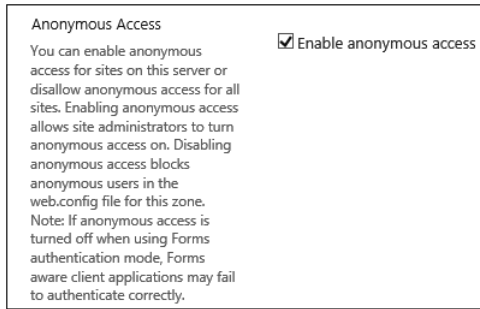 Anonymous Access
You can enable anonymous
access for sites on this server or
disallow anonymous access for all
sites. Enabling anonymous access
allows site administrators to turn
anonymous access on. Disabling
anonymous access blocks
anonymous users in the
web.config file for this zone.
Note: If anonymous access is
turned off when using Forms
authentication mode, Forms
aware client applications may fail
to authenticate correctly.
Enable anonymous access